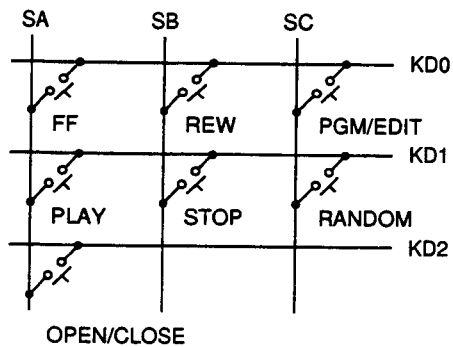 SA SB SC
KD0
FF REW PGM/EDIT
KD1
PLAY STOP RANDOM
KD2
OPEN/CLOSE